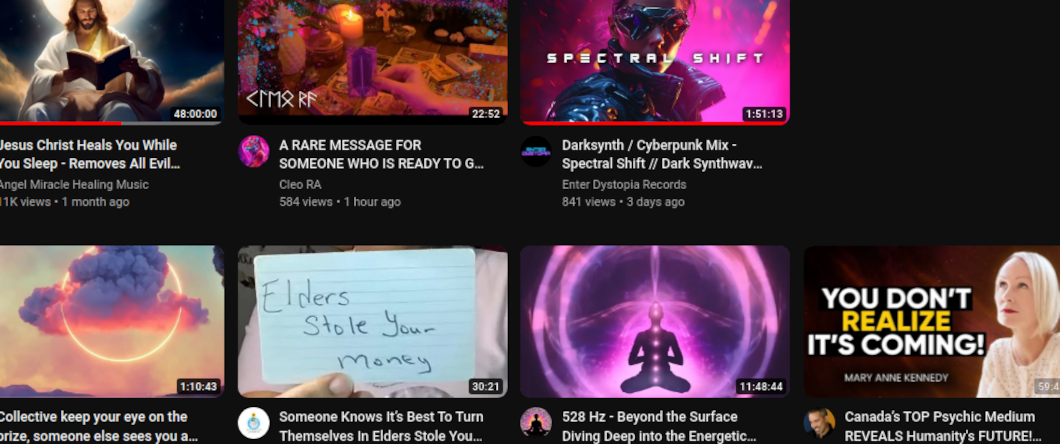 48:00:00
Jesus Christ Heals You While
You Sleep - Removes All Evil...
Angel Miracle Healing Music
11K views • 1 month ago
CLEO RA
22:52
A RARE MESSAGE FOR
SOMEONE WHO IS READY TO G...
Cleo RA
584 views • 1 hour ago
SPECTRAL SHIFT
1:51:13
Darksynth / Cyberpunk Mix -
Spectral Shift // Dark Synthwav...
Enter Dystopia Records
841 views • 3 days ago
1:10:43
Collective keep your eye on the
prize, someone else sees you a...
Elders
Stole Your
money
30:21
Someone Knows It's Best To Turn
Themselves In Elders Stole You...
11:48:44
528 Hz - Beyond the Surface
Diving Deep into the Energetic...
YOU DON'T
REALIZE
IT'S COMING!
MARY ANNE KENNEDY
59:4
Canada's TOP Psychic Medium
REVEALS Humanity's FUTURE!...